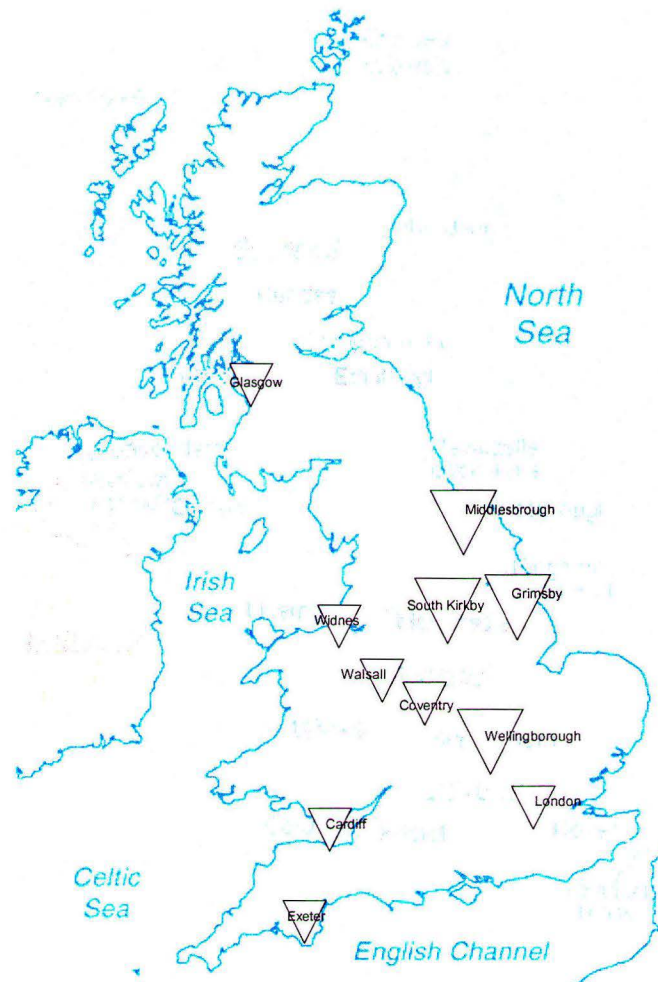 North
Sea
Glasgow
Middlesbrough
Irish
Sea
South Kirkby
Grimsby
Widnes
Walsall
Coventry
Wellingborough
London
Cardiff
Celtic
Sea
Exeter
English Channel